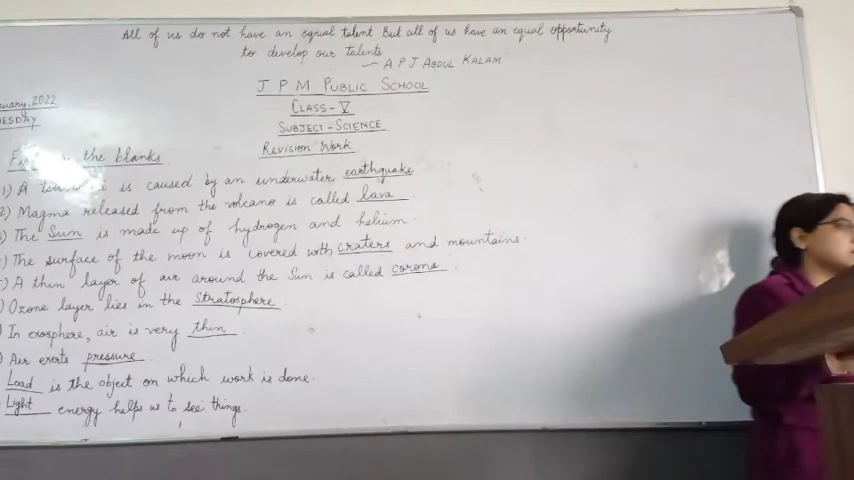 All of us do not have an equal talent But all of us have an equal opportunity
to develop our talents
— A P J ABDUL KALAM
J P M PUBLIC SCHOOL
CLASS - V
SUBJECT - SCIENCE
Revision Work
2022
the blanks
1) A is caused by an underwater earthquake
2) Magma released from the volcano is called lava.
) The Sun is made up of hydrogen and helium.
) The surface of the moon is covered with craters and mountains.
) A thin layer of air around the Sun is called corona.
) Ozone layer lies in the Stratosphere.
) In exosphere, air is very thin.
) Air exerts pressure.
Load is the object on which work is done.
Light energy helps us to see things.